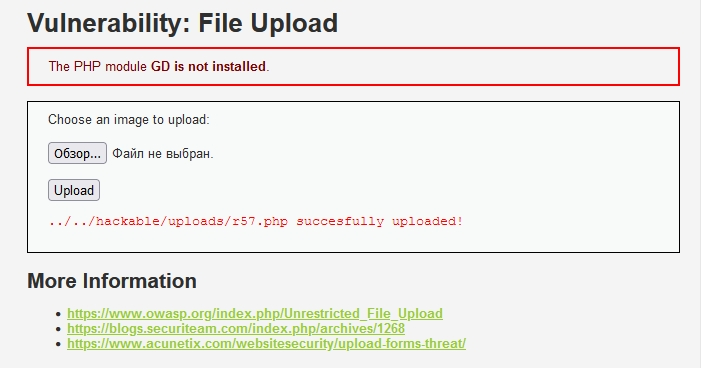 Vulnerability: File Upload
The PHP module GD is not installed.
Choose an image to upload:
Обзор... Файл не выбран.
Upload
../../hackable/uploads/r57.php succesfully uploaded!
More Information
• https://www.owasp.org/index.php/Unrestricted_File_Upload
• https://blogs.securiteam.com/index.php/archives/1268
• https://www.acunetix.com/websitesecurity/upload-forms-threat/